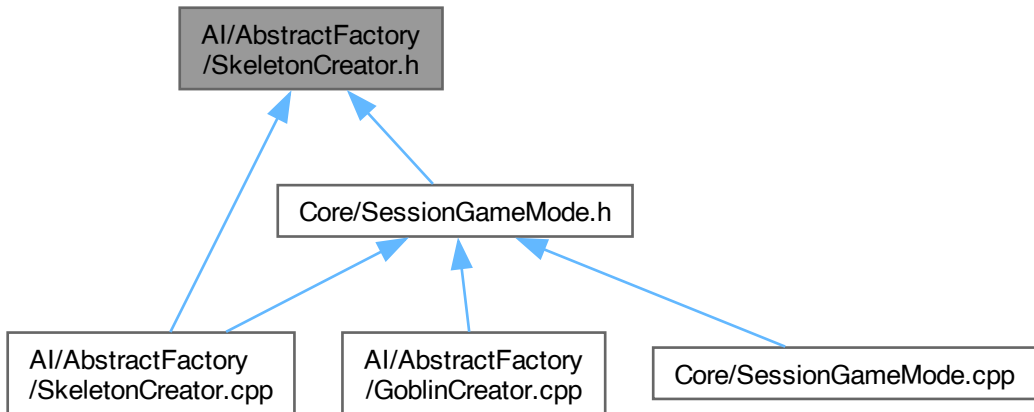 AI/AbstractFactory
/SkeletonCreator.h
Core/SessionGameMode.h
AI/AbstractFactory
/SkeletonCreator.cpp
AI/AbstractFactory
/GoblinCreator.cpp
Core/SessionGameMode.cpp